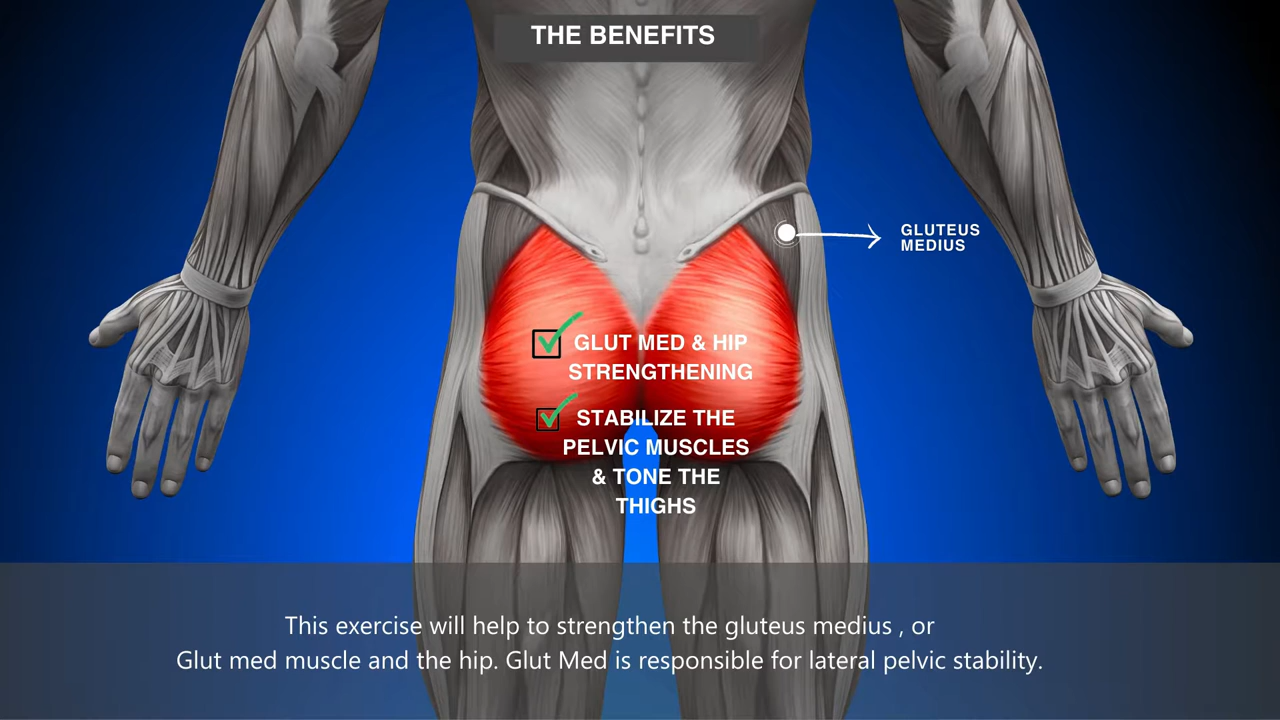 THE BENEFITS
GLUTEUS
MEDIUS
GLUT MED & HIP
STRENGTHENING
STABILIZE THE
PELVIC MUSCLES
& TONE THE
THIGHS
This exercise will help to strengthen the gluteus medius , or
Glut med muscle and the hip. Glut Med is responsible for lateral pelvic stability.